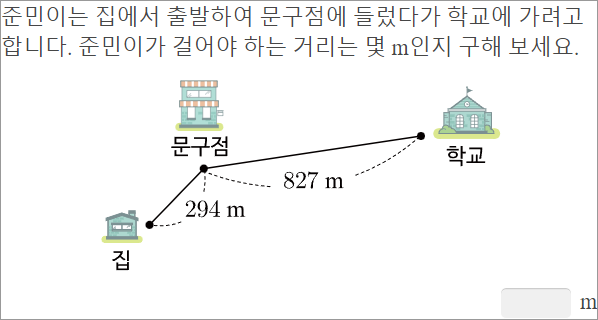 준민이는 집에서 출발하여 문구점에 들렀다가 학교에 가려고
합니다. 준민이가 걸어야 하는 거리는 몇 m인지 구해 보세요.
문구점
학교
827 m
294 m
집
m